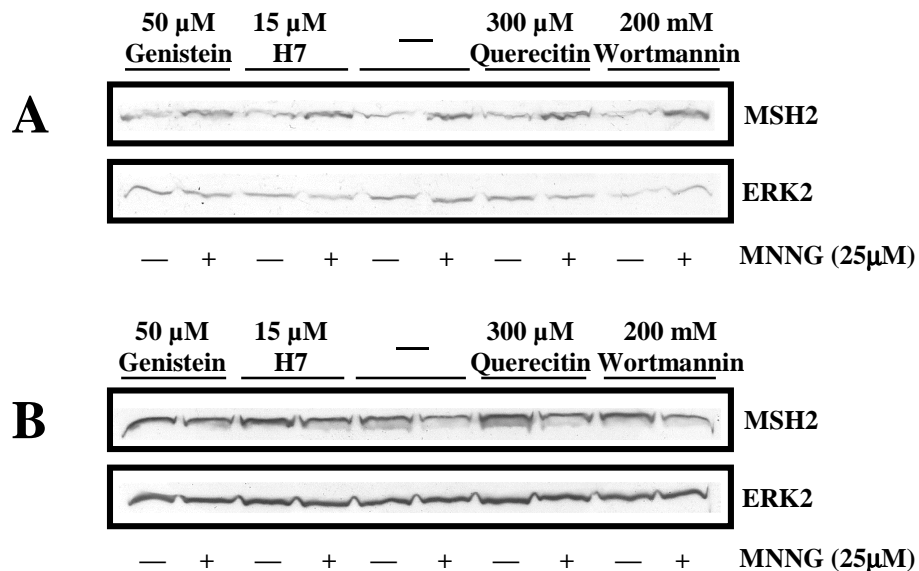 50 µM 15 µM — 300 µM 200 mM
Genistein H7 Querecitin Wortmannin
A
MSH2
ERK2
— + — + — + — + — + MNNG (25µM)
50 µM 15 µM — 300 µM 200 mM
Genistein H7 Querecitin Wortmannin
B
MSH2
ERK2
— + — + — + — + — + MNNG (25µM)